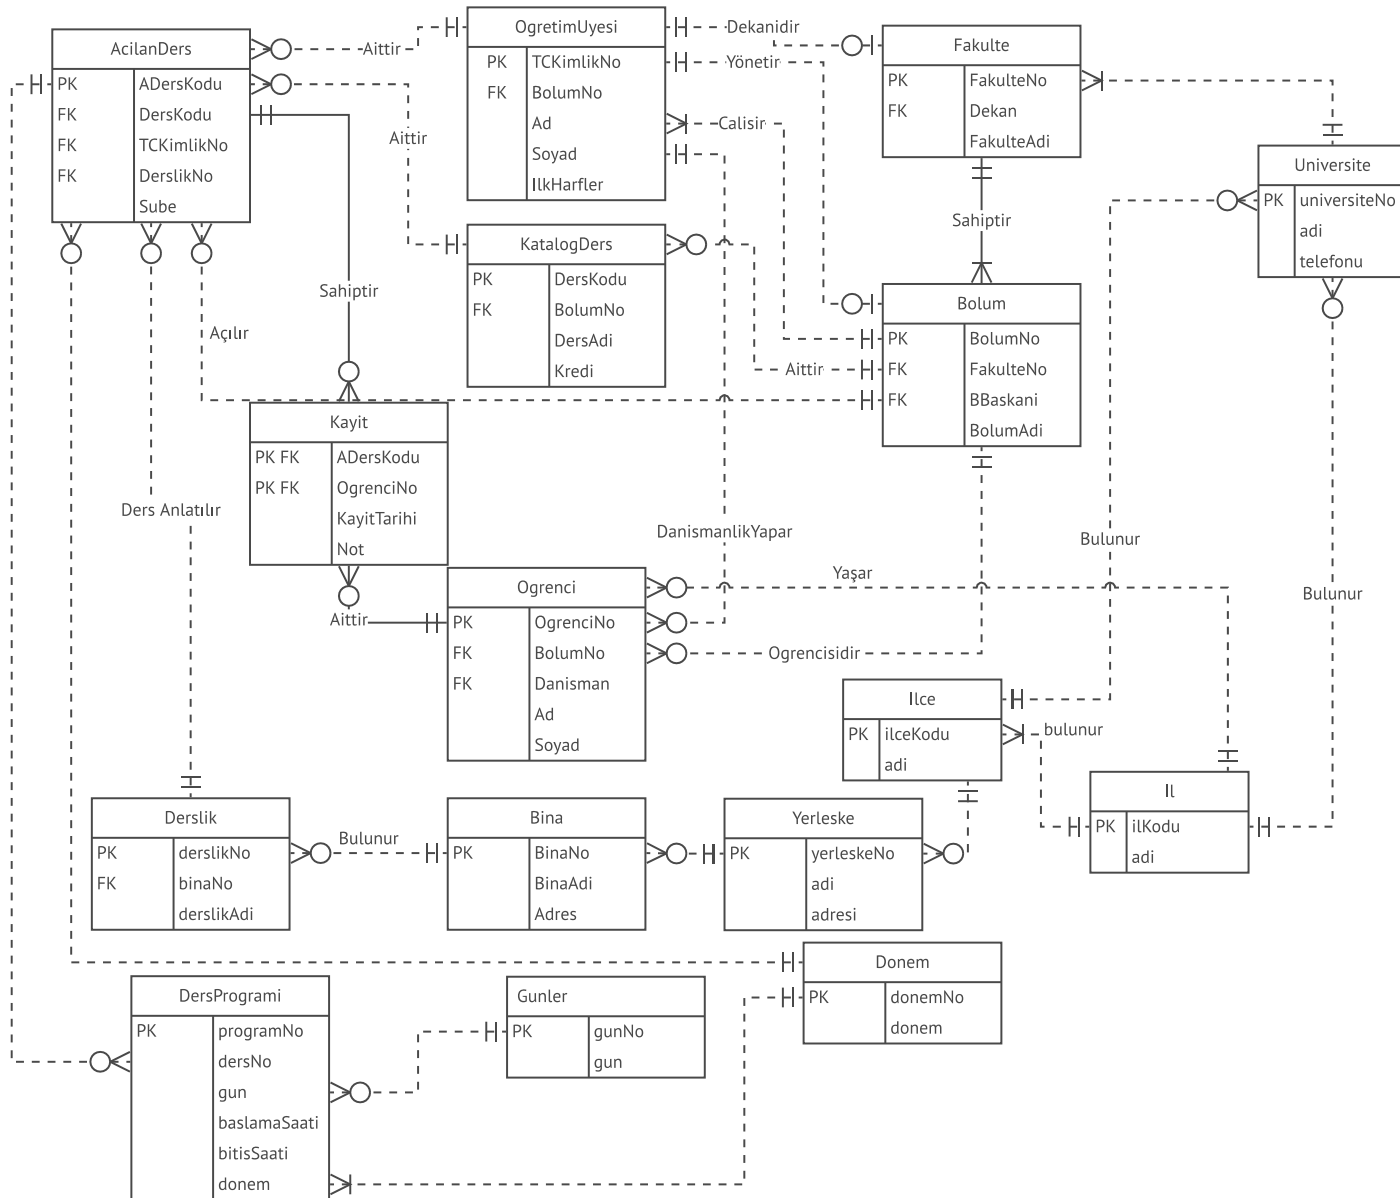 AcilanDers
PK ADersKodu
FK DersKodu
FK TCKimlikNo
FK DerslikNo
Sube
Aittir
OgretimUyesi
PK TCKimlikNo
FK BolumNo
Ad
Soyad
IlkHarfler
Dekanidir
Yönetir
Calisir
Fakulte
PK FakulteNo
FK Dekan
FakulteAdi
Universite
PK universiteNo
adi
telefonu
Aittir
Sahiptir
KatalogDers
PK DersKodu
FK BolumNo
DersAdi
Kredi
Bolum
PK BolumNo
FK FakulteNo
FK BBaskani
BolumAdi
Sahiptir
Açılır
Aittir
Kayit
PK FK ADersKodu
PK FK OgrenciNo
KayitTarihi
Not
Ders Anlatılır
DanismanlikYapar
Bulunur
Yaşar
Bulunur
Aittir
Ogrenci
PK OgrenciNo
FK BolumNo
FK Danisman
Ad
Soyad
Ogrencisidir
Ilce
PK ilceKodu
adi
bulunur
Il
PK ilKodu
adi
Derslik
PK derslikNo
FK binaNo
derslikAdi
Bulunur
Bina
PK BinaNo
BinaAdi
Adres
Yerleske
PK yerleskeNo
adi
adresi
Donem
PK donemNo
donem
DersProgrami
PK programNo
dersNo
gun
baslamaSaati
bitisSaati
donem
Gunler
PK gunNo
gun